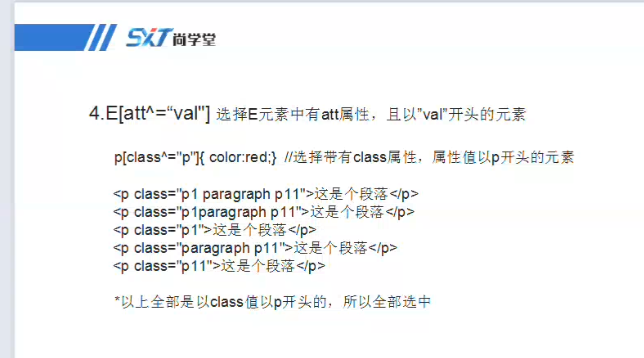 SXT尚学堂
4.E[att^=“val"] 选择E元素中有att属性，且以"val"开头的元素
p[class^="p"]{ color:red;} //选择带有class属性，属性值以p开头的元素
<p class="p1 paragraph p11">这是个段落</p>
<p class="p1paragraph p11">这是个段落</p>
<p class="p1">这是个段落</p>
<p class="paragraph p11">这是个段落</p>
<p class="p11">这是个段落</p>
*以上全部是以class值以p开头的，所以全部选中